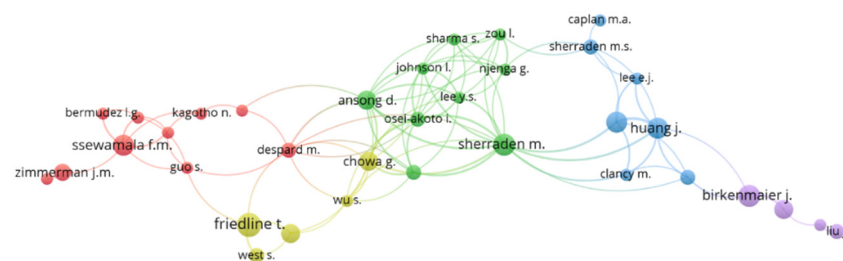 caplan m.a.
zou l.
sharma s.
sherraden m.s.
johnson l.
njenga g.
lee e.j.
ansong d.
lee y.s.
bermudez l.g.
kagotho n.
osei-akoto i.
huang j.
ssewamala f.m.
despard m.
sherraden m.
chowa g.
zimmerman j.m.
guo s.
clancy m.
birkenmaier j.
wu s.
friedline t.
liu
west s.